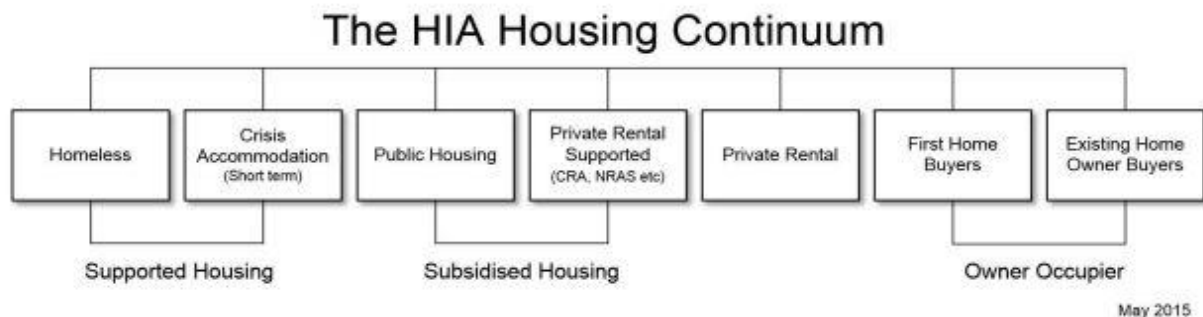 The HIA Housing Continuum
Homeless
Crisis
Accommodation
(Short term)
Public Housing
Private Rental
Supported
(CRA, NRAS etc)
Private Rental
First Home
Buyers
Existing Home
Owner Buyers
Supported Housing
Subsidised Housing
Owner Occupier
May 2015